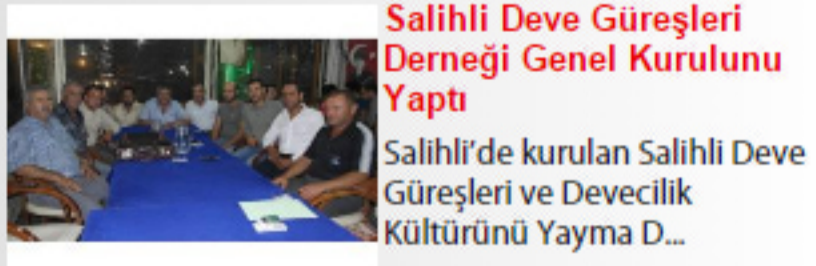 Salihli Deve Güreşleri
Derneği Genel Kurulunu
Yaptı
Salihli'de kurulan Salihli Deve
Güreşleri ve Devecilik
Kültürünü Yayma D...